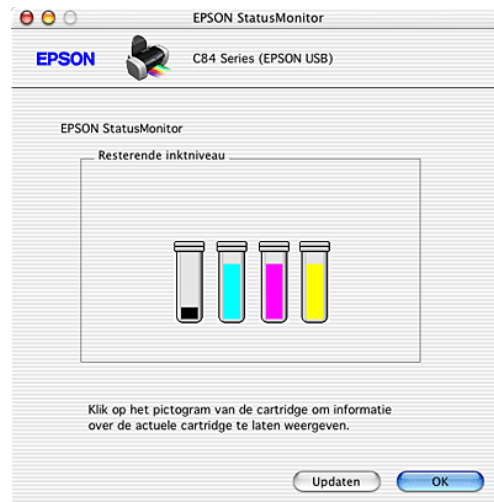 EPSON StatusMonitor
EPSON
C84 Series (EPSON USB)
EPSON StatusMonitor
Resterende inktniveau
Klik op het pictogram van de cartridge om informatie
over de actuele cartridge te laten weergeven.
Updaten
OK